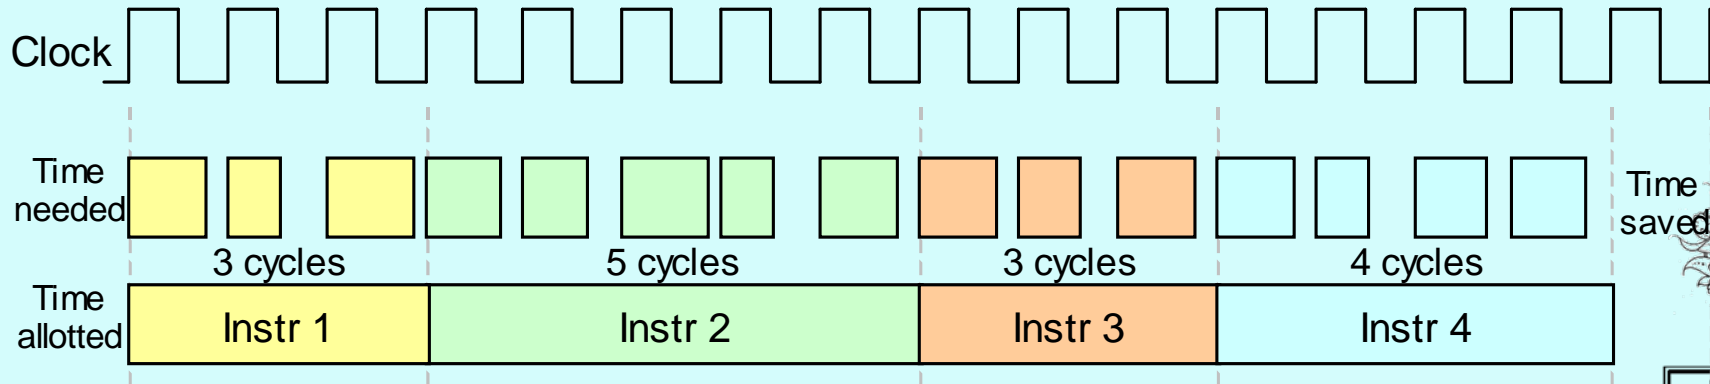 Clock
Time
needed
Time
saved
3 cycles
5 cycles
3 cycles
4 cycles
Time
allotted
Instr 1
Instr 2
Instr 3
Instr 4